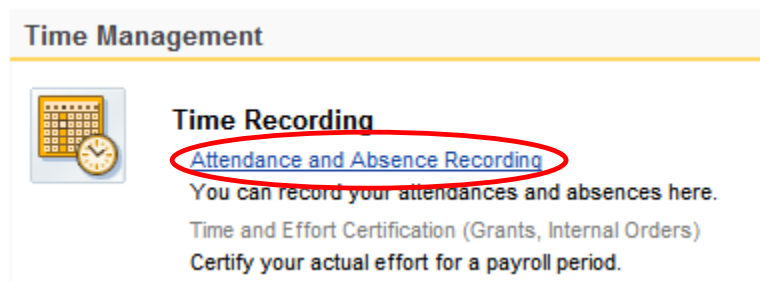 Time Management
Time Recording
Attendance and Absence Recording
You can record your attendances and absences here.
Time and Effort Certification (Grants, Internal Orders)
Certify your actual effort for a payroll period.